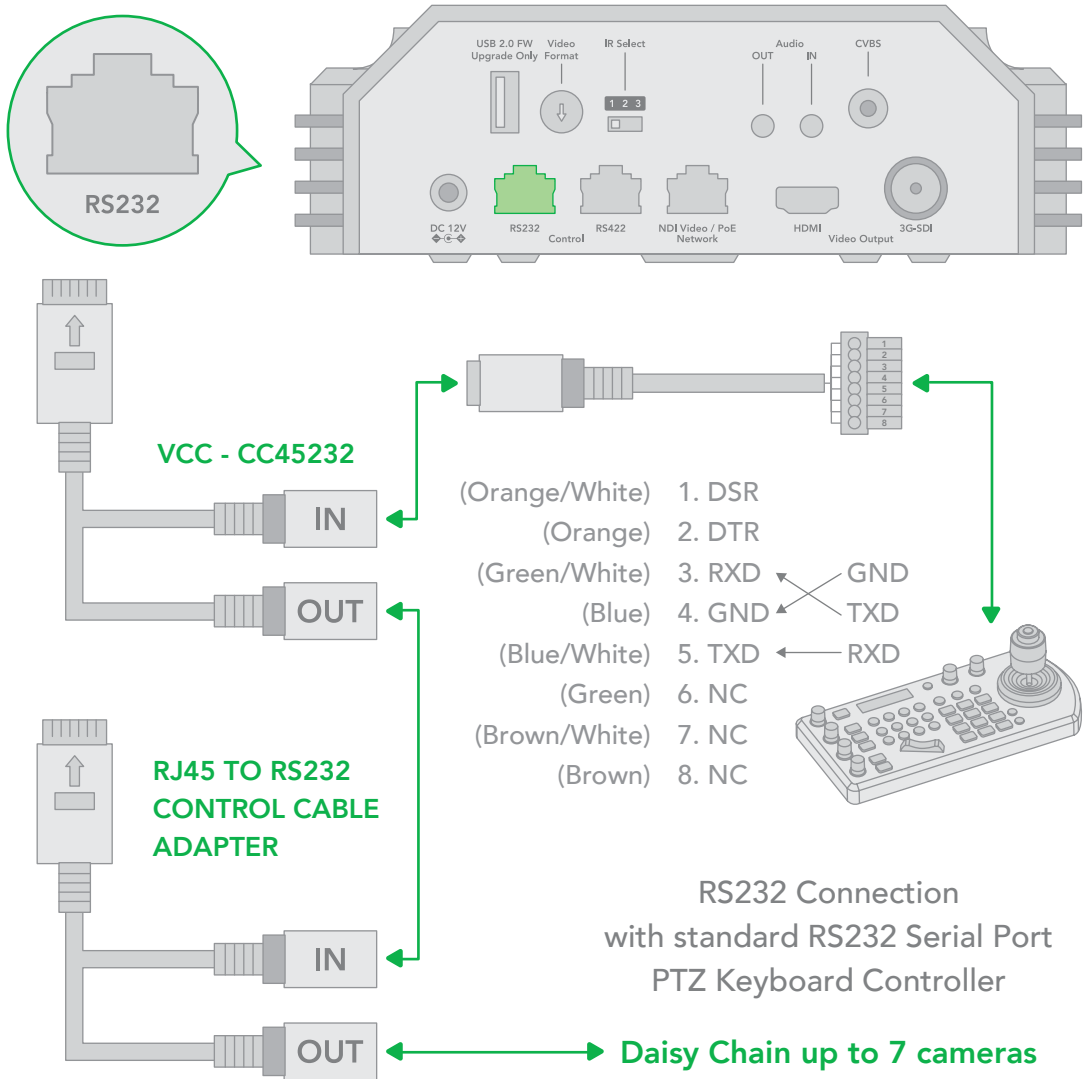 RS232
USB 2.0 FW
Upgrade Only
Video
Format
IR Select
1 2 3
Audio
OUT
IN
CVBS
DC 12V
RS232
RS422
Control
NDI Video / PoE
Network
HDMI
3G-SDI
Video Output
1
2
3
4
5
6
7
8
VCC - CC45232
IN
OUT
(Orange/White) 1. DSR
(Orange) 2. DTR
(Green/White) 3. RXD GND
(Blue) 4. GND TXD
(Blue/White) 5. TXD RXD
(Green) 6. NC
(Brown/White) 7. NC
(Brown) 8. NC
RJ45 TO RS232
CONTROL CABLE
ADAPTER
IN
OUT
RS232 Connection
with standard RS232 Serial Port
PTZ Keyboard Controller
Daisy Chain up to 7 cameras